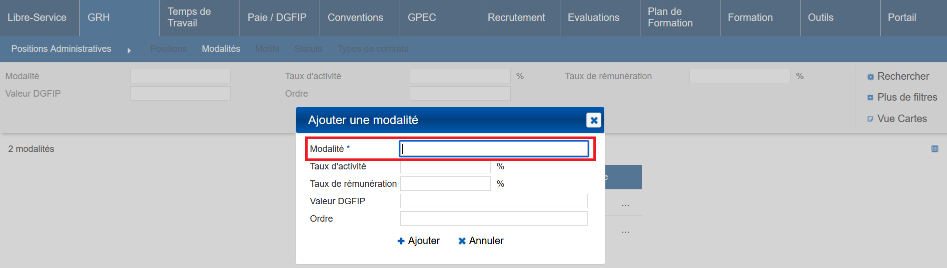 Libre-Service GRH Temps de Travail Paie / DGFIP Conventions GPEC Recrutement Evaluations Plan de Formation Formation Outils Portail
Positions Administratives Positions Modalités Motifs Statuts Types de contrats
Modalité Taux d'activité % Taux de rémunération % Rechercher
Valeur DGFIP Ordre Plus de filtres
Vue Cartes
Ajouter une modalité
2 modalités
Modalité *
Taux d'activité %
Taux de rémunération %
Valeur DGFIP
Ordre
Ajouter Annuler